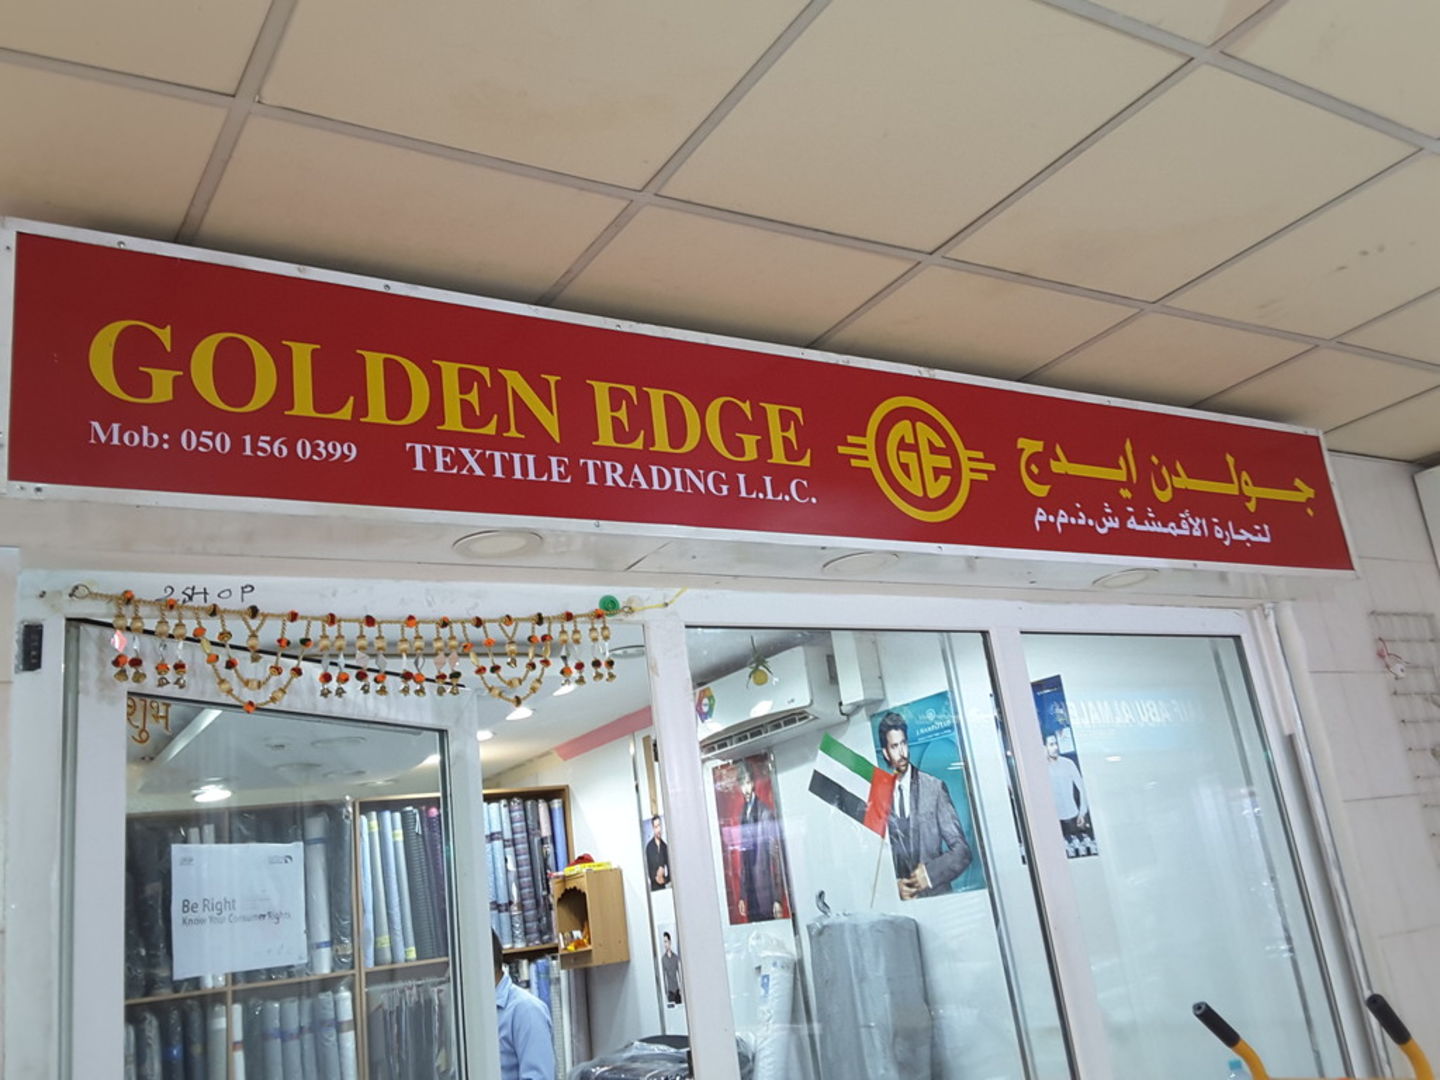 GOLDEN EDGE
Mob: 050 156 0399
TEXTILE TRADING L.L.C.
GE
جولدن ايدج
لتجارة الأقمشة ش.ذ.م.م
2SHOP
शुभ
Be Right
Know Your Consumer Rights